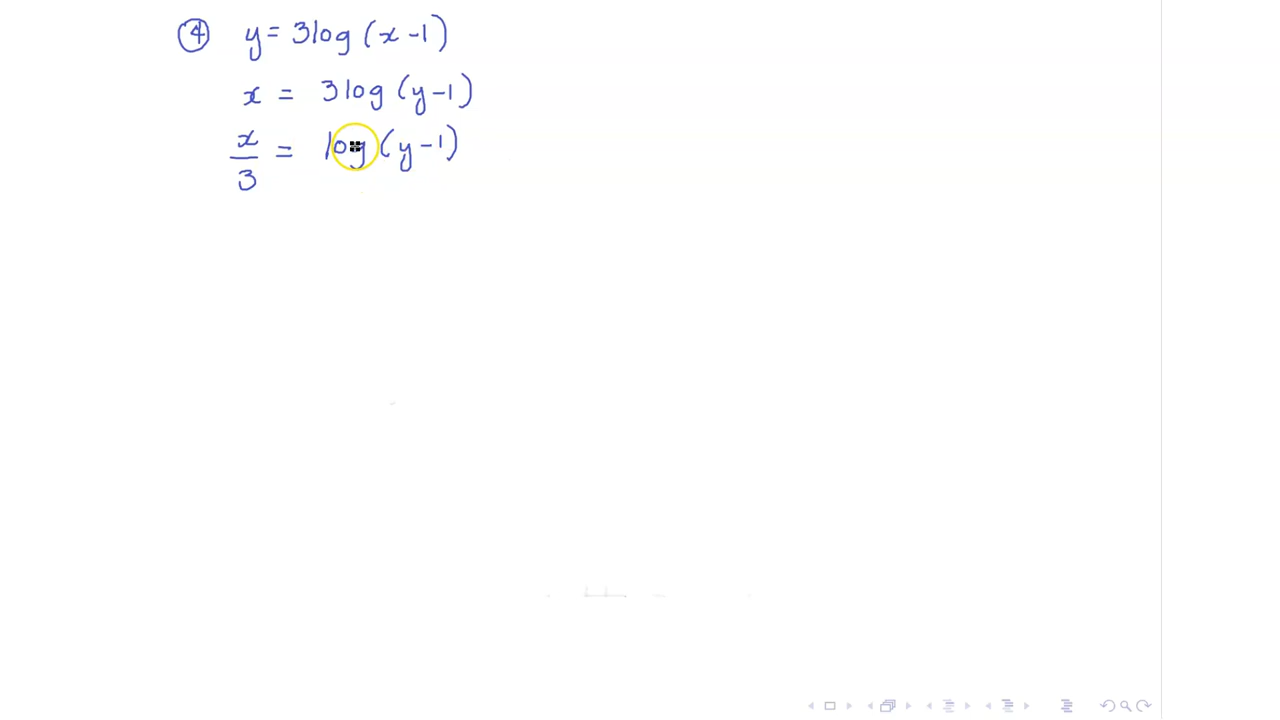 ④ y = 3log(x-1)
x = 3log(y-1)
x/3 = log(y-1)